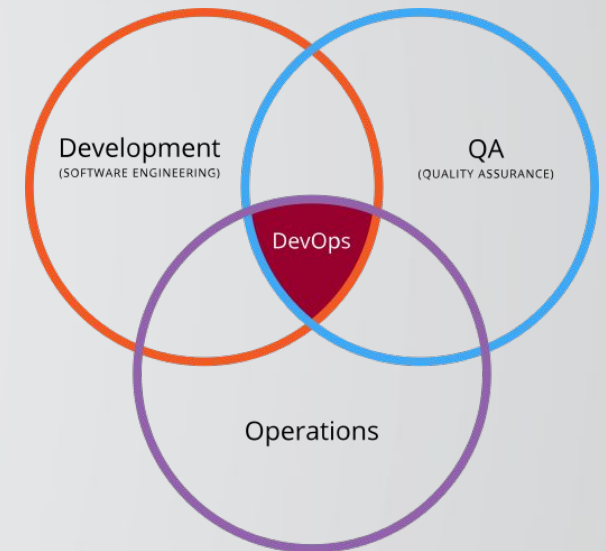 Development
(SOFTWARE ENGINEERING)
QA
(QUALITY ASSURANCE)
DevOps
Operations